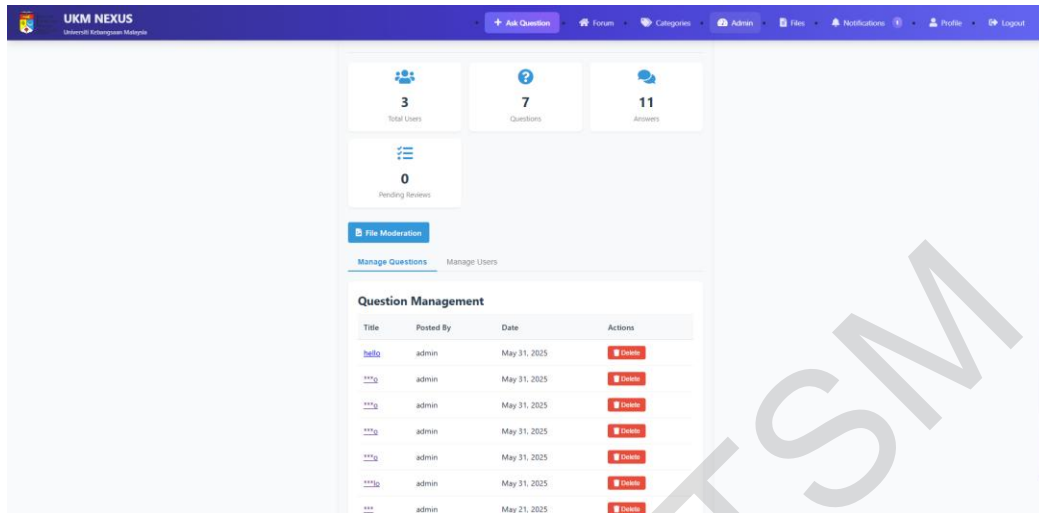 UKM NEXUS
Universiti Kebangsaan Malaysia
+ Ask Question Forum Categories Admin Files Notifications Profile Logout
3 7 11
Total Users Questions Answers
0
Pending Reviews
File Moderation
Manage Questions Manage Users
Question Management
Title Posted By Date Actions
hello admin May 31, 2025 Delete
***o admin May 31, 2025 Delete
***o admin May 31, 2025 Delete
***o admin May 31, 2025 Delete
***o admin May 31, 2025 Delete
***lo admin May 31, 2025 Delete
*** admin May 21, 2025 Delete
TSM